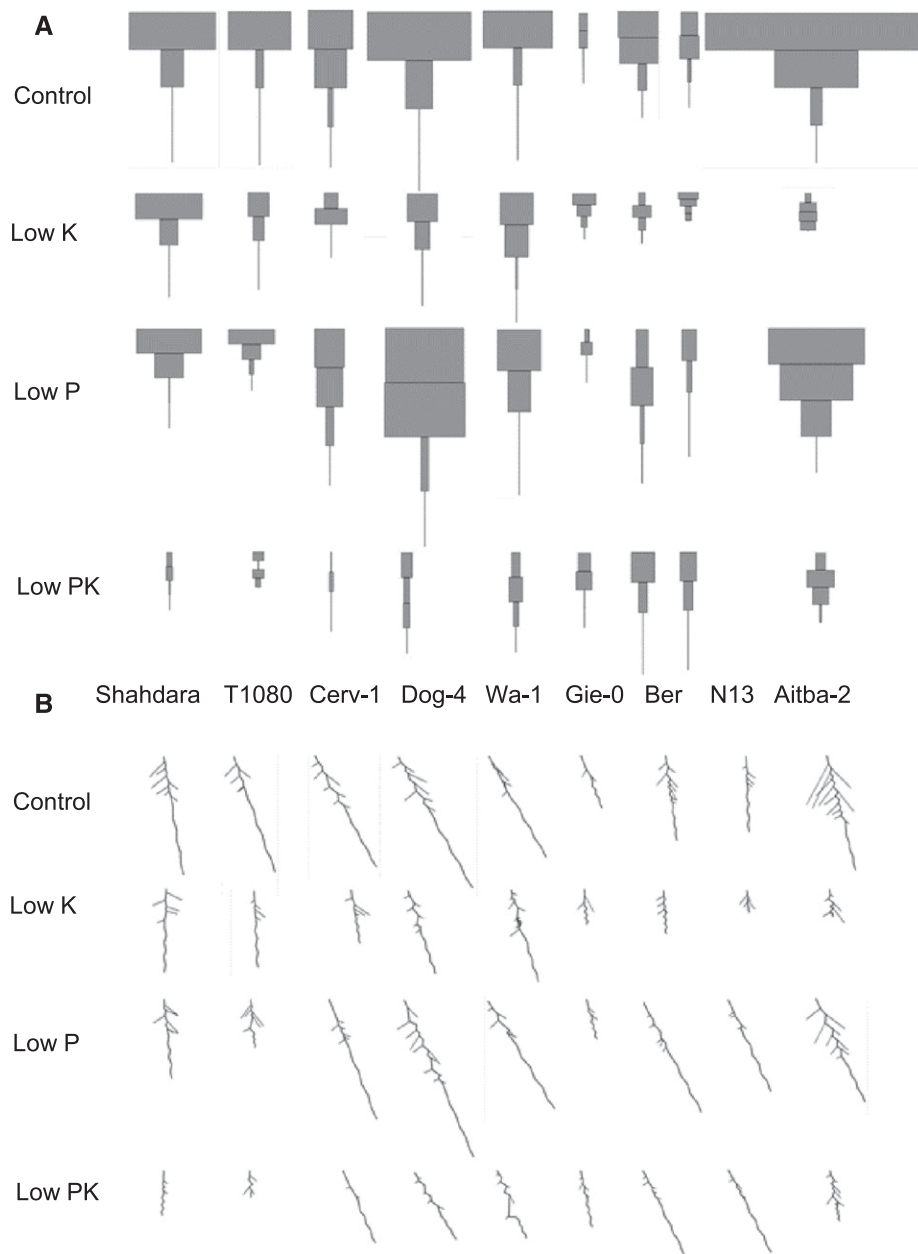 A
Control
Low K
Low P
Low PK
Shahdara T1080 Cerv-1 Dog-4 Wa-1 Gie-0 Ber N13 Aitba-2
B
Control
Low K
Low P
Low PK